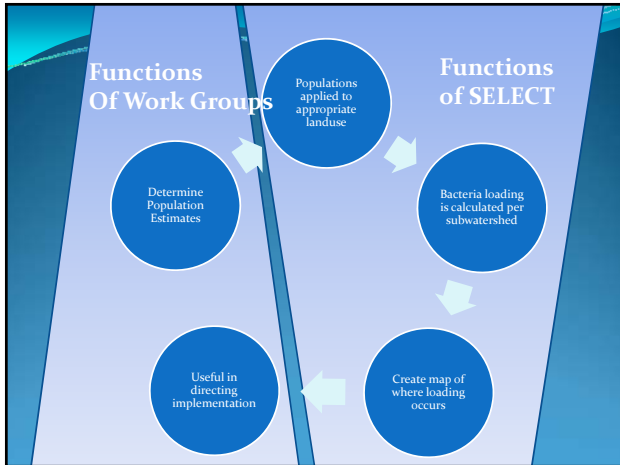 Functions
Of Work Groups
Functions
of SELECT
Populations
applied to
appropriate
landuse
Determine
Population
Estimates
Bacteria loading
is calculated per
subwatershed
Useful in
directing
implementation
Create map of
where loading
occurs